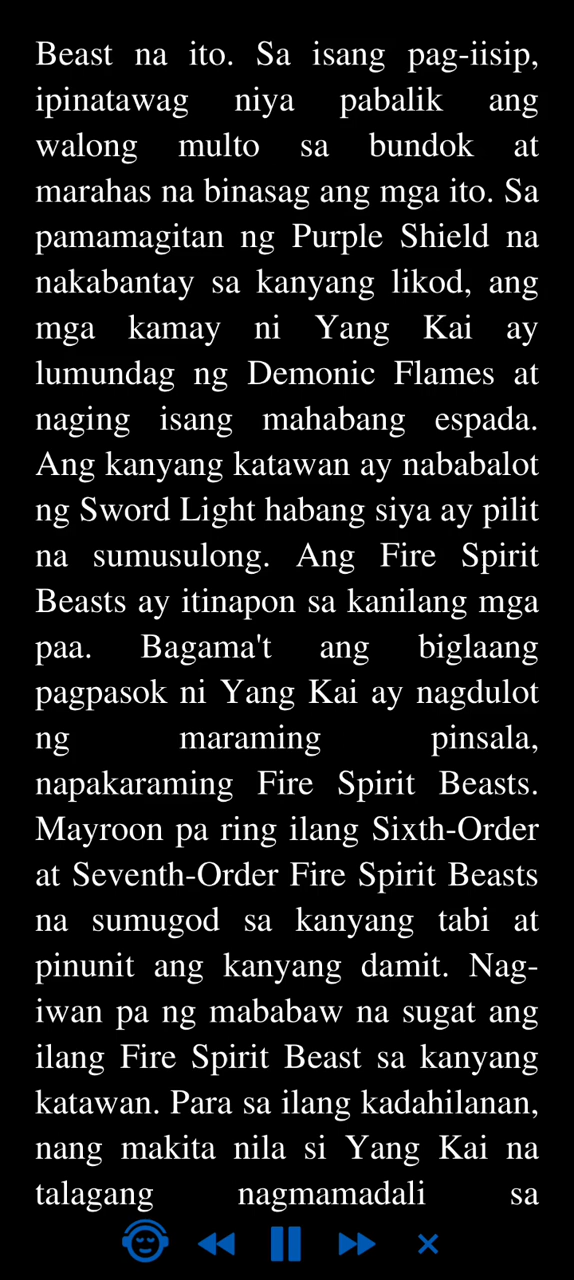 Beast na ito. Sa isang pag-iisip,
ipinatawag niya pabalik ang
walong multo sa bundok at
marahas na binasag ang mga ito. Sa
pamamagitan ng Purple Shield na
nakabantay sa kanyang likod, ang
mga kamay ni Yang Kai ay
lumundag ng Demonic Flames at
naging isang mahabang espada.
Ang kanyang katawan ay nababalot
ng Sword Light habang siya ay pilit
na sumusulong. Ang Fire Spirit
Beasts ay itinapon sa kanilang mga
paa. Bagama't ang biglaang
pagpasok ni Yang Kai ay nagdulot
ng maraming pinsala,
napakaraming Fire Spirit Beasts.
Mayroon pa ring ilang Sixth-Order
at Seventh-Order Fire Spirit Beasts
na sumugod sa kanyang tabi at
pinunit ang kanyang damit. Nag-
iwan pa ng mababaw na sugat ang
ilang Fire Spirit Beast sa kanyang
katawan. Para sa ilang kadahilanan,
nang makita nila si Yang Kai na
talagang nagmamadali sa